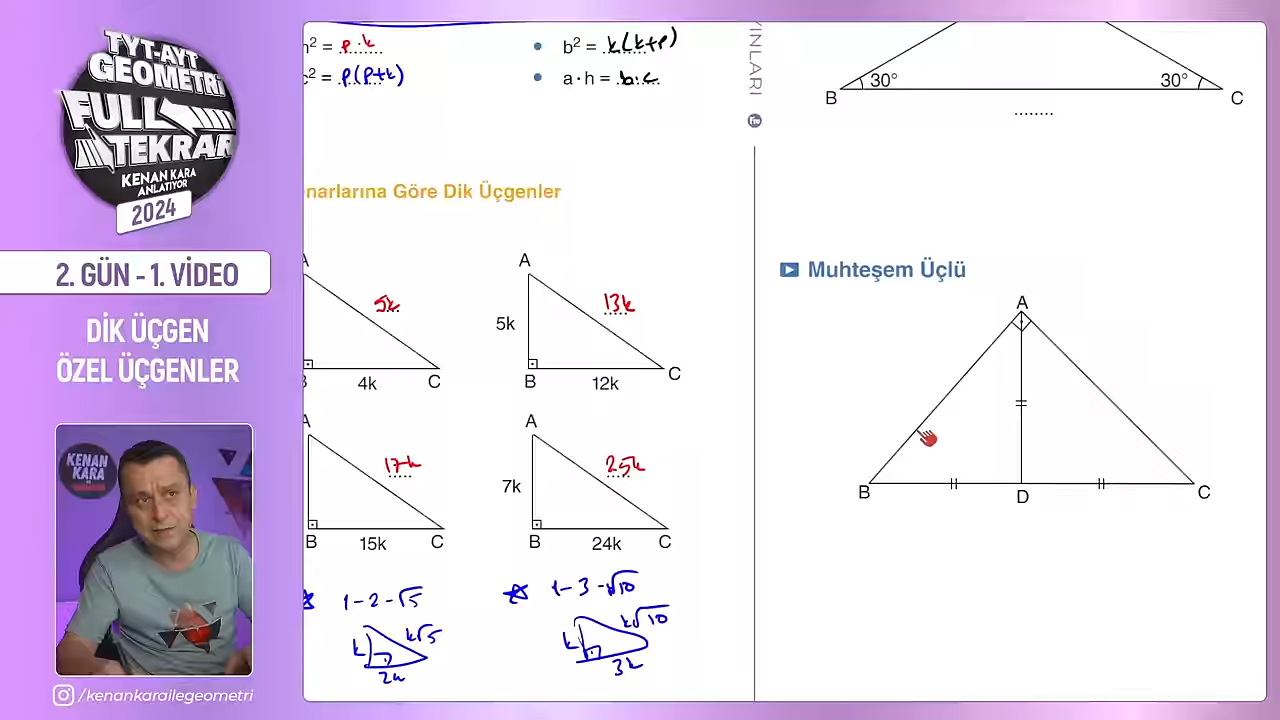 TYT-AYT
GEOMETRİ
FULL
TEKRAR
KENAN KARA
ANLATIYOR
2024
2. GÜN - 1. VİDEO
DİK ÜÇGEN
ÖZEL ÜÇGENLER
KENAN
KARA
/kenankarailegeometri
h² = p·k
b² = k(k+p)
c² = p(p+k)
a · h = b·c
narlarına Göre Dik Üçgenler
A
5k
4k
C
A
5k
13k
B
12k
C
A
17k
B
15k
C
A
7k
25k
B
24k
C
1-2-√5
k
k√5
2k
1-3-√10
k
k√10
3k
INLARI
B
30°
30°
C
........
Muhteşem Üçlü
A
B
D
C